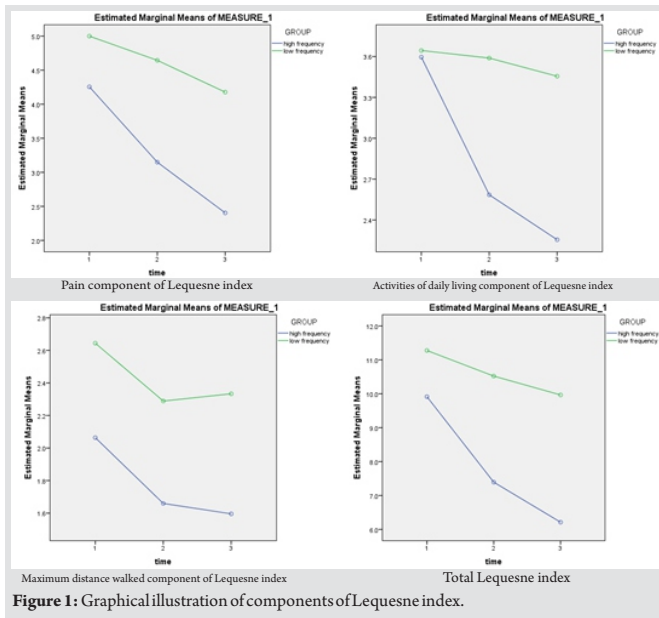 Estimated Marginal Means of MEASURE_1
GROUP
high frequency
low frequency
Estimated Marginal Means
5.0
4.5
4.0
3.5
3.0
2.5
2.0
1 2 3
time
Pain component of Lequesne index
Estimated Marginal Means of MEASURE_1
GROUP
high frequency
low frequency
Estimated Marginal Means
3.6
3.3
3.0
2.7
2.4
1 2 3
time
Activities of daily living component of Lequesne index
Estimated Marginal Means of MEASURE_1
GROUP
high frequency
low frequency
Estimated Marginal Means
2.8
2.6
2.4
2.2
2.0
1.8
1 2 3
time
Maximum distance walked component of Lequesne index
Estimated Marginal Means of MEASURE_1
GROUP
high frequency
low frequency
Estimated Marginal Means
12.0
11.0
10.0
9.0
8.0
7.0
6.0
1 2 3
time
Total Lequesne index
Figure 1: Graphical illustration of components of Lequesne index.